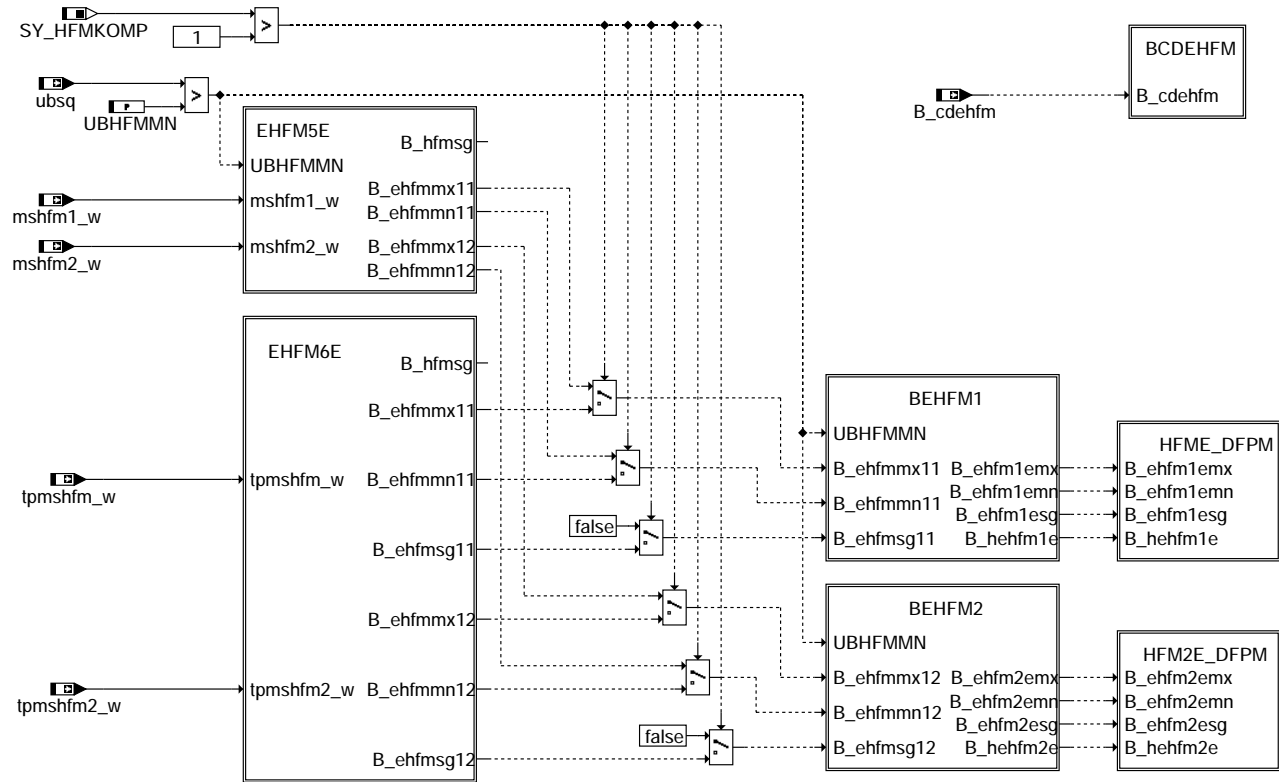 SY_HFMKOMP
1
>
ubsq
>
P
UBHFMMN
B_cdehfm
BCDEHFM
B_cdehfm
EHFM5E
B_hfmsg
UBHFMMN
mshfm1_w
mshfm1_w
B_ehfmmx11
B_ehfmmn11
mshfm2_w
mshfm2_w
B_ehfmmx12
B_ehfmmn12
EHFM6E
B_hfmsg
B_ehfmmx11
tpmshfm_w
tpmshfm_w
B_ehfmmn11
B_ehfmsg11
B_ehfmmx12
tpmshfm2_w
tpmshfm2_w
B_ehfmmn12
B_ehfmsg12
false
false
BEHFM1
UBHFMMN
B_ehfmmx11
B_ehfmmn11
B_ehfmsg11
B_ehfm1emx
B_ehfm1emn
B_ehfm1esg
B_hehfm1e
HFME_DFPM
B_ehfm1emx
B_ehfm1emn
B_ehfm1esg
B_hehfm1e
BEHFM2
UBHFMMN
B_ehfmmx12
B_ehfmmn12
B_ehfmsg12
B_ehfm2emx
B_ehfm2emn
B_ehfm2esg
B_hehfm2e
HFM2E_DFPM
B_ehfm2emx
B_ehfm2emn
B_ehfm2esg
B_hehfm2e